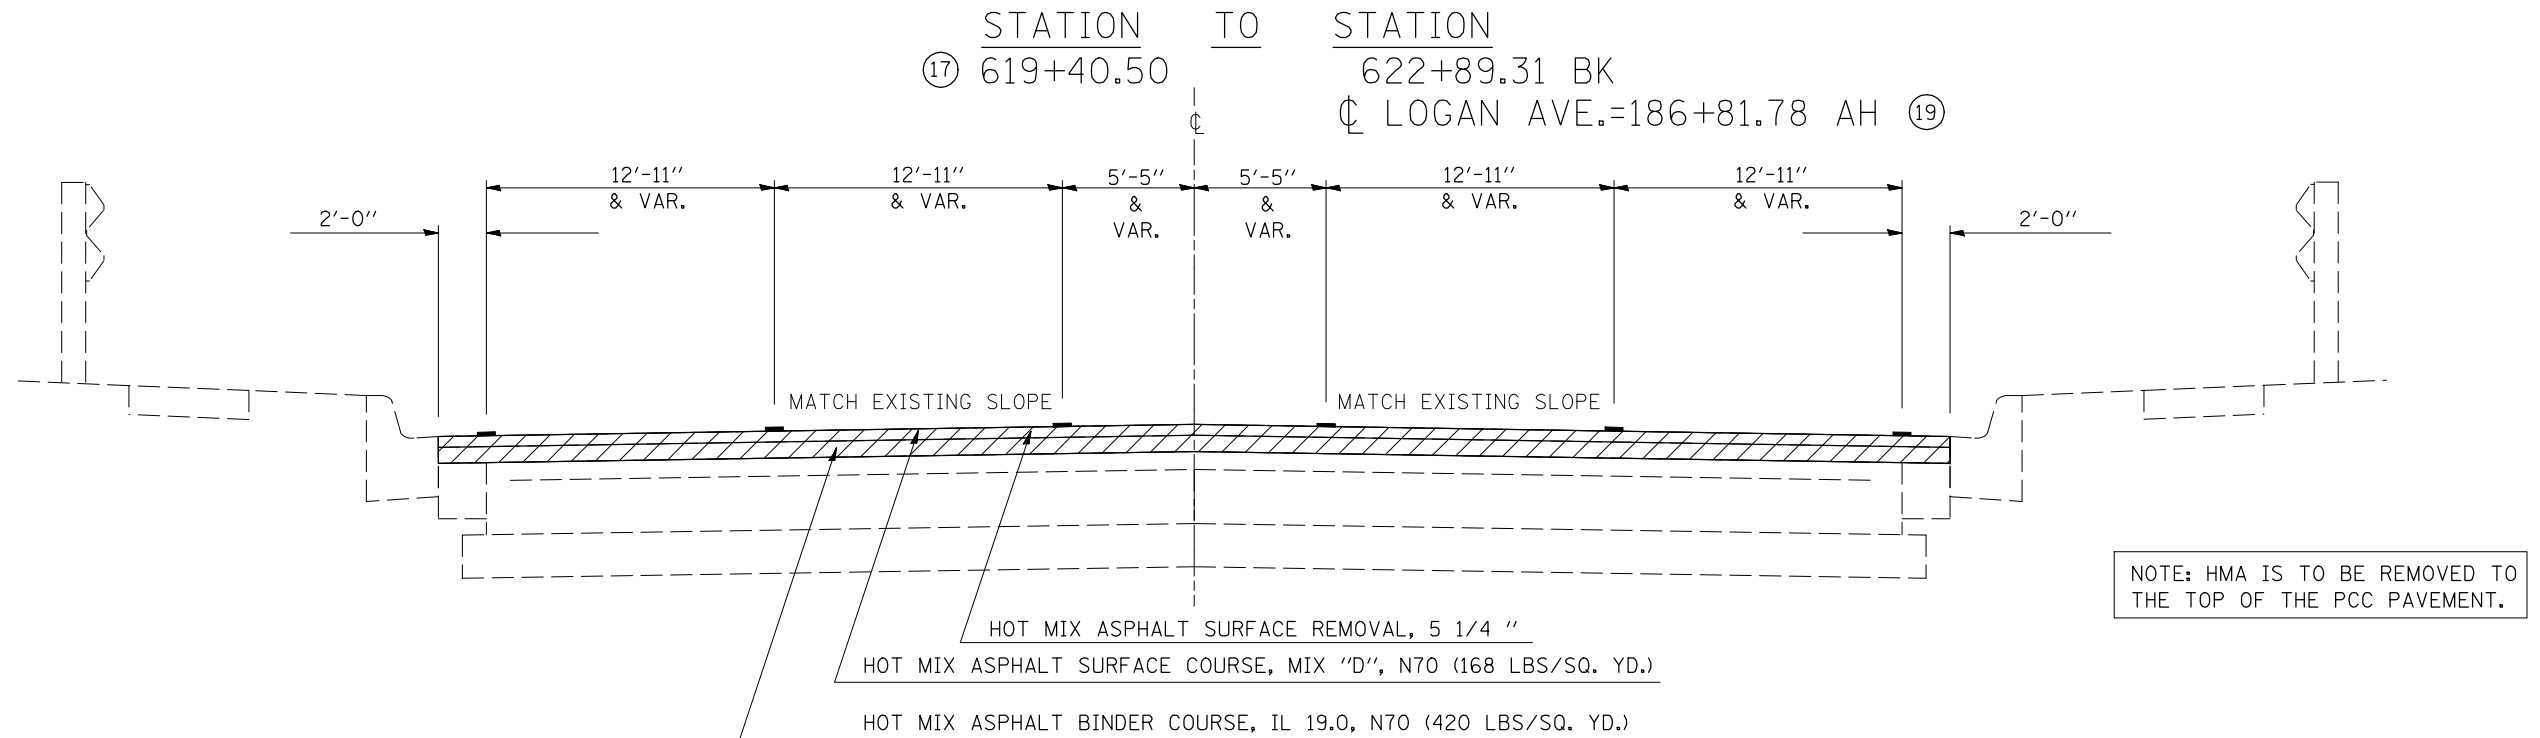 STATION TO STATION
17 619+40.50 622+89.31 BK
℄ LOGAN AVE.=186+81.78 AH 19
℄
12'-11" 12'-11" 5'-5" 5'-5" 12'-11" 12'-11"
& VAR. & VAR. & & & VAR. & VAR.
VAR. VAR.
2'-0" 2'-0"
MATCH EXISTING SLOPE MATCH EXISTING SLOPE
NOTE: HMA IS TO BE REMOVED TO
THE TOP OF THE PCC PAVEMENT.
HOT MIX ASPHALT SURFACE REMOVAL, 5 1/4 "
HOT MIX ASPHALT SURFACE COURSE, MIX "D", N70 (168 LBS/SQ. YD.)
HOT MIX ASPHALT BINDER COURSE, IL 19.0, N70 (420 LBS/SQ. YD.)